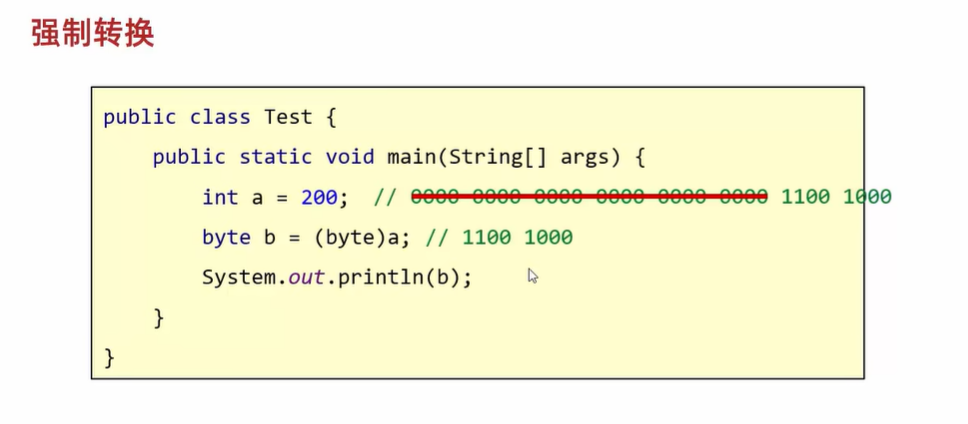 强制转换
public class Test {
public static void main(String[] args) {
int a = 200; // 0000 0000 0000 0000 0000 0000 1100 1000
byte b = (byte)a; // 1100 1000
System.out.println(b);
}
}